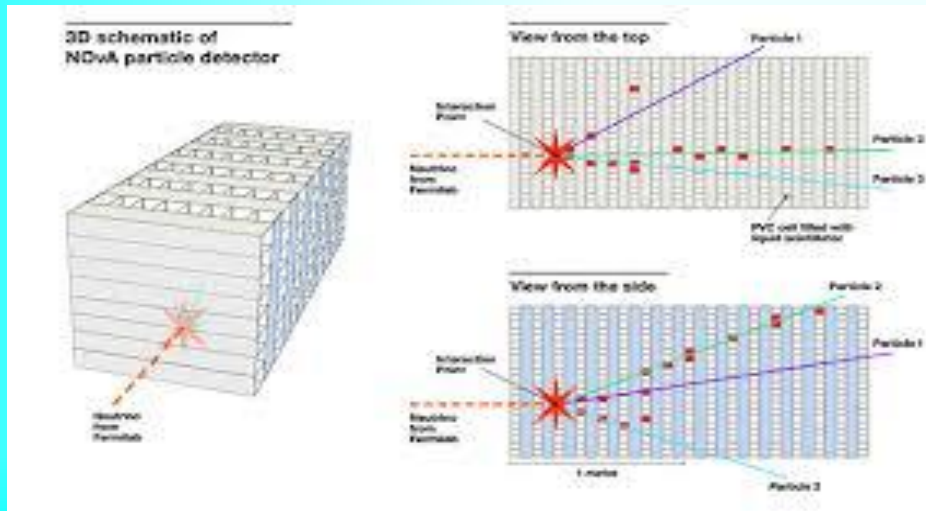 3D schematic of
NOvA particle detector
Neutrino
from
Fermilab
View from the top
Particle 1
Interaction
Point
Particle 2
Neutrino
from
Fermilab
Particle 3
PVC cell filled with
liquid scintillator
View from the side
Particle 2
Particle 1
Interaction
Point
Neutrino
from
Fermilab
1 metre
Particle 3